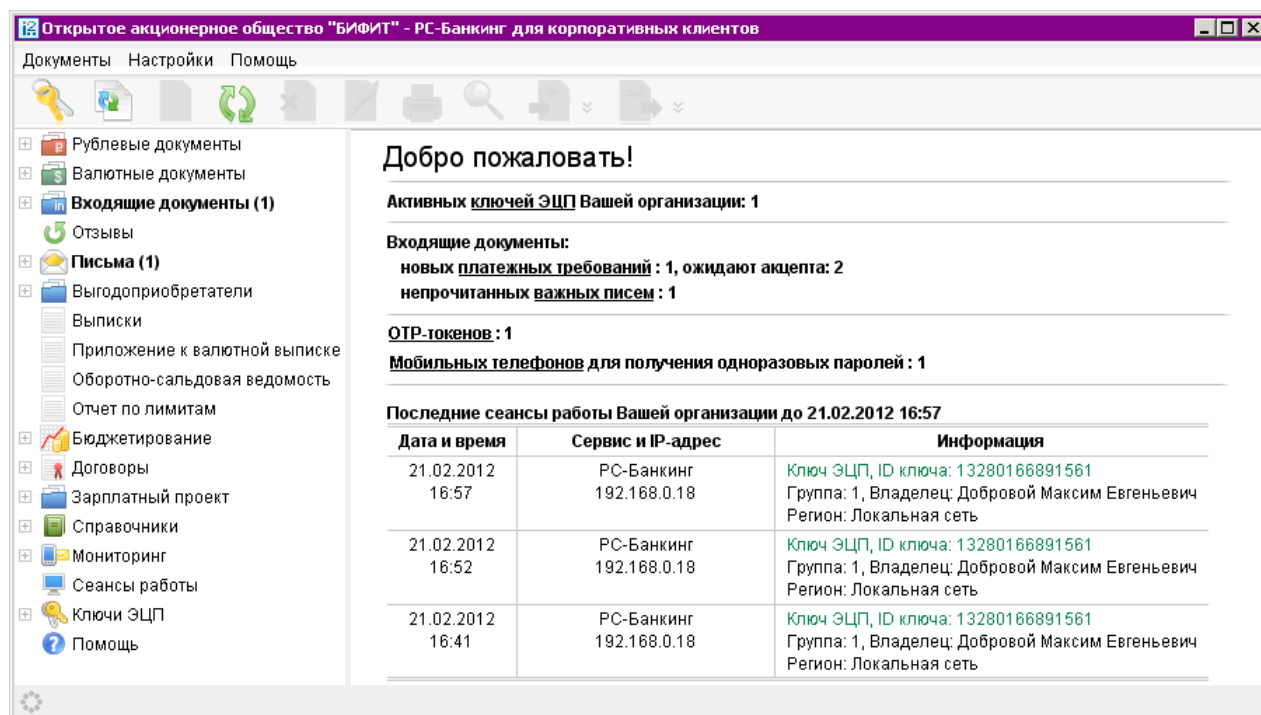 Открытое акционерное общество "БИФИТ" - РС-Банкинг для корпоративных клиентов
Документы Настройки Помощь
Рублевые документы
Валютные документы
Входящие документы (1)
Отзывы
Письма (1)
Выгодоприобретатели
Выписки
Приложение к валютной выписке
Оборотно-сальдовая ведомость
Отчет по лимитам
Бюджетирование
Договоры
Зарплатный проект
Справочники
Мониторинг
Сеансы работы
Ключи ЭЦП
Помощь
Добро пожаловать!
Активных ключей ЭЦП Вашей организации: 1
Входящие документы:
новых платежных требований : 1, ожидают акцепта: 2
непрочитанных важных писем : 1
OTP-токенов : 1
Мобильных телефонов для получения одноразовых паролей : 1
Последние сеансы работы Вашей организации до 21.02.2012 16:57
Дата и время Сервис и IP-адрес Информация
21.02.2012 РС-Банкинг Ключ ЭЦП, ID ключа: 13280166891561
16:57 192.168.0.18 Группа: 1, Владелец: Добровой Максим Евгеньевич
Регион: Локальная сеть
21.02.2012 РС-Банкинг Ключ ЭЦП, ID ключа: 13280166891561
16:52 192.168.0.18 Группа: 1, Владелец: Добровой Максим Евгеньевич
Регион: Локальная сеть
21.02.2012 РС-Банкинг Ключ ЭЦП, ID ключа: 13280166891561
16:41 192.168.0.18 Группа: 1, Владелец: Добровой Максим Евгеньевич
Регион: Локальная сеть